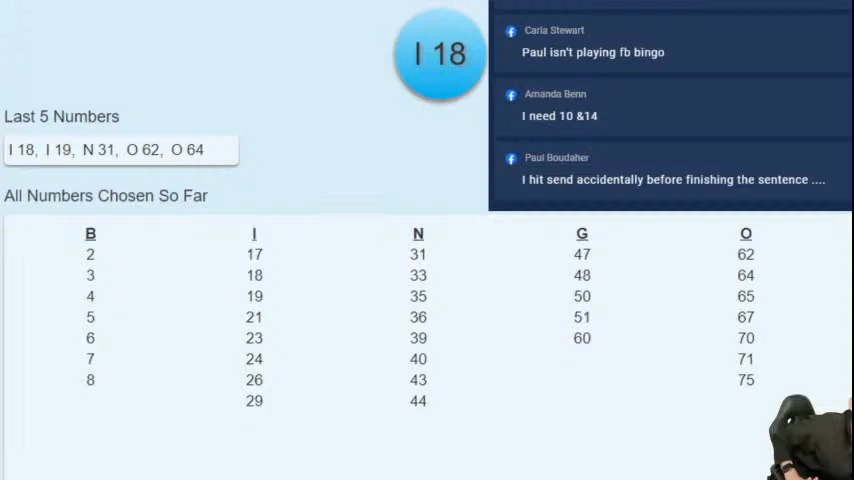 I 18
Carla Stewart
Paul isn't playing fb bingo
Amanda Benn
I need 10 &14
Paul Boudaher
I hit send accidentally before finishing the sentence ....
Last 5 Numbers
I 18, I 19, N 31, O 62, O 64
All Numbers Chosen So Far
B I N G O
2 17 31 47 62
3 18 33 48 64
4 19 35 50 65
5 21 36 51 67
6 23 39 60 70
7 24 40 71
8 26 43 75
29 44